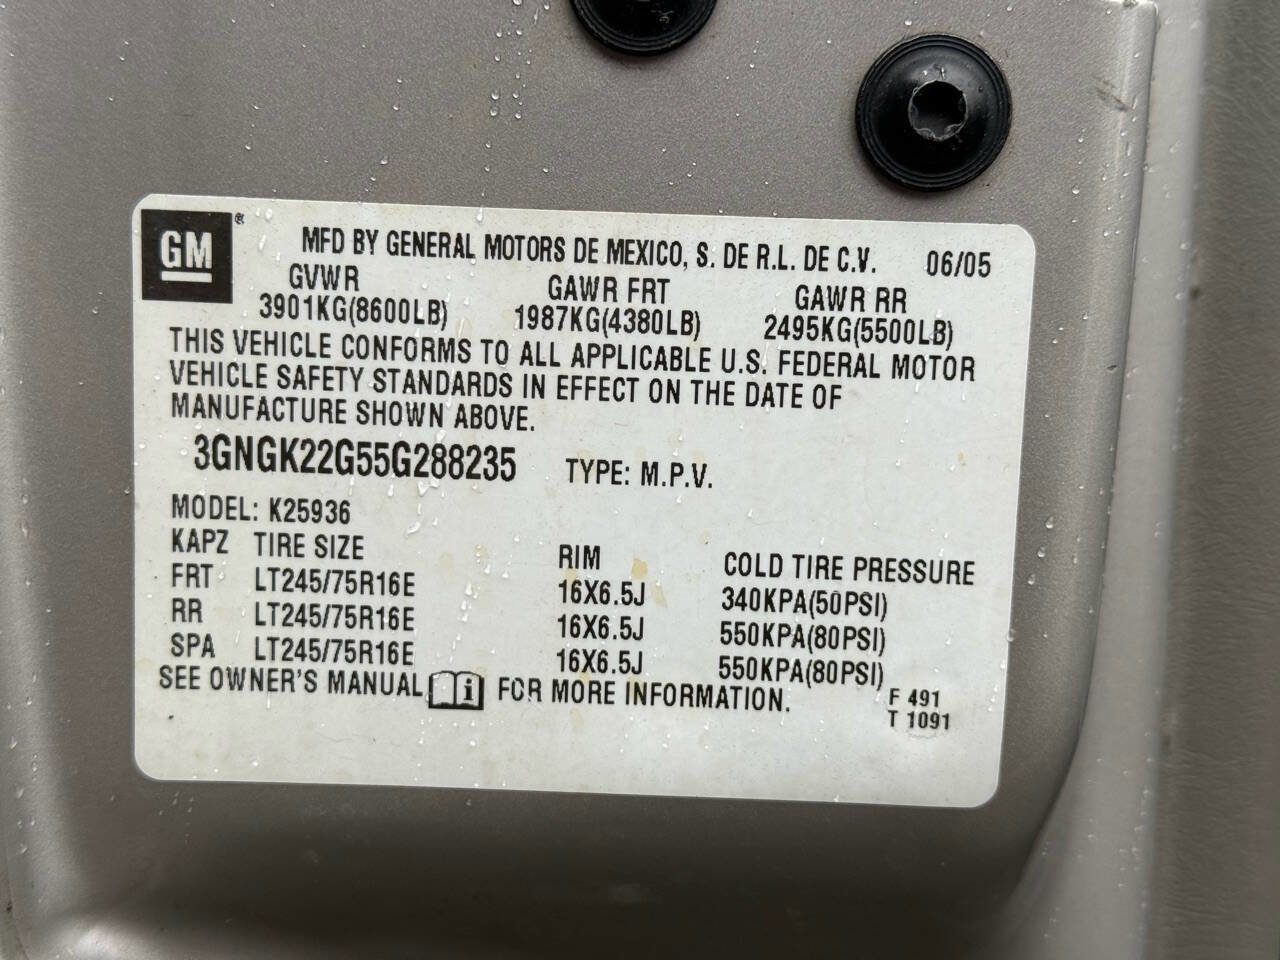 GM ® MFD BY GENERAL MOTORS DE MEXICO, S. DE R.L. DE C.V. 06/05
GVWR GAWR FRT GAWR RR
3901KG(8600LB) 1987KG(4380LB) 2495KG(5500LB)
THIS VEHICLE CONFORMS TO ALL APPLICABLE U.S. FEDERAL MOTOR
VEHICLE SAFETY STANDARDS IN EFFECT ON THE DATE OF
MANUFACTURE SHOWN ABOVE.
3GNGK22G55G288235 TYPE: M.P.V.
MODEL: K25936
KAPZ TIRE SIZE RIM COLD TIRE PRESSURE
FRT LT245/75R16E 16X6.5J 340KPA(50PSI)
RR LT245/75R16E 16X6.5J 550KPA(80PSI)
SPA LT245/75R16E 16X6.5J 550KPA(80PSI)
SEE OWNER'S MANUAL i FOR MORE INFORMATION.
F 491
T 1091